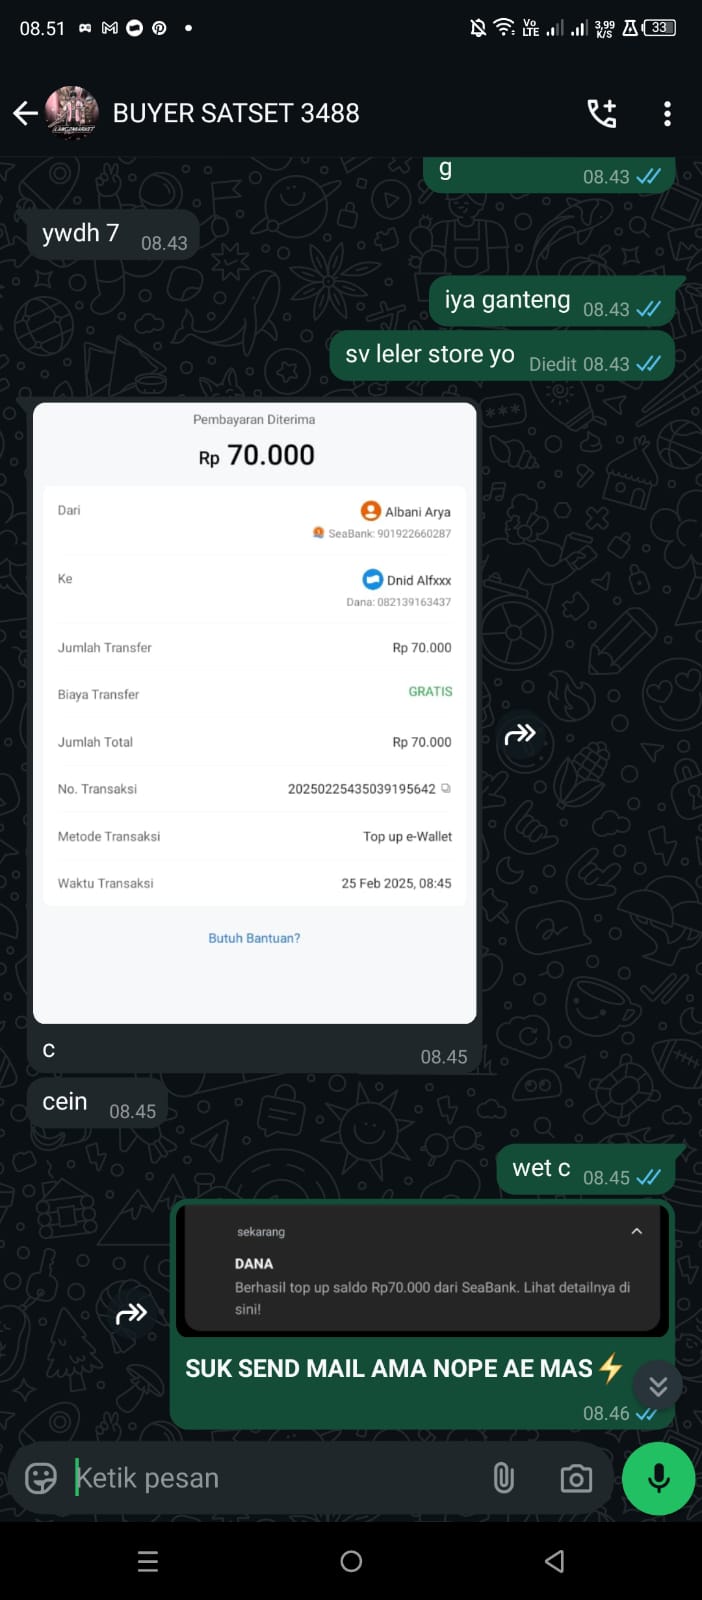 08.51
Vo
LTE
3,99
K/S
33
BUYER SATSET 3488
g
08.43
ywdh 7
08.43
iya ganteng
08.43
sv leler store yo
Diedit 08.43
Pembayaran Diterima
Rp 70.000
Dari
Albani Arya
SeaBank: 901922660287
Ke
Dnid Alfxxx
Dana: 082139163437
Jumlah Transfer
Rp 70.000
Biaya Transfer
GRATIS
Jumlah Total
Rp 70.000
No. Transaksi
20250225435039195642
Metode Transaksi
Top up e-Wallet
Waktu Transaksi
25 Feb 2025, 08:45
Butuh Bantuan?
c
08.45
cein
08.45
wet c
08.45
sekarang
DANA
Berhasil top up saldo Rp70.000 dari SeaBank. Lihat detailnya di
sini!
SUK SEND MAIL AMA NOPE AE MAS⚡
08.46
Ketik pesan